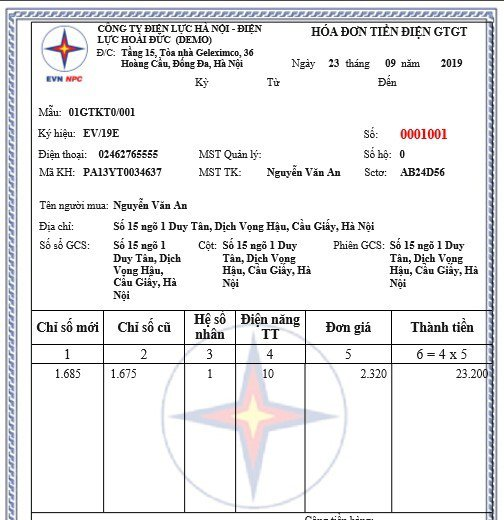 CÔNG TY ĐIỆN LỰC HÀ NỘI - ĐIỆN
LỰC HOÀI ĐỨC (DEMO)
Đ/C: Tầng 15, Tòa nhà Geleximco, 36
Hoàng Cầu, Đống Đa, Hà Nội
EVN NPC
HÓA ĐƠN TIỀN ĐIỆN GTGT
Ngày 23 tháng 09 năm 2019
Kỳ Từ Đến
Mẫu: 01GTKT0/001
Ký hiệu: EV/19E Số: 0001001
Điện thoại: 02462765555 MST Quản lý: Số hộ: 0
Mã KH: PA13YT0034637 MST TK: Nguyễn Văn An Sctơ: AB24D56
Tên người mua: Nguyễn Văn An
Địa chỉ: Số 15 ngõ 1 Duy Tân, Dịch Vọng Hậu, Cầu Giấy, Hà Nội
Số sổ GCS: Số 15 ngõ 1 Cột: Số 15 ngõ 1 Duy Phiên GCS: Số 15 ngõ 1 Duy
Duy Tân, Dịch Tân, Dịch Vọng Tân, Dịch Vọng
Vọng Hậu, Hậu, Cầu Giấy, Hà Hậu, Cầu Giấy, Hà
Cầu Giấy, Hà Nội Nội
Nội
Chỉ số mới Chỉ số cũ Hệ số nhân Điện năng TT Đơn giá Thành tiền
1 2 3 4 5 6 = 4 x 5
1.685 1.675 1 10 2.320 23.200
Cộng tiền hàng: